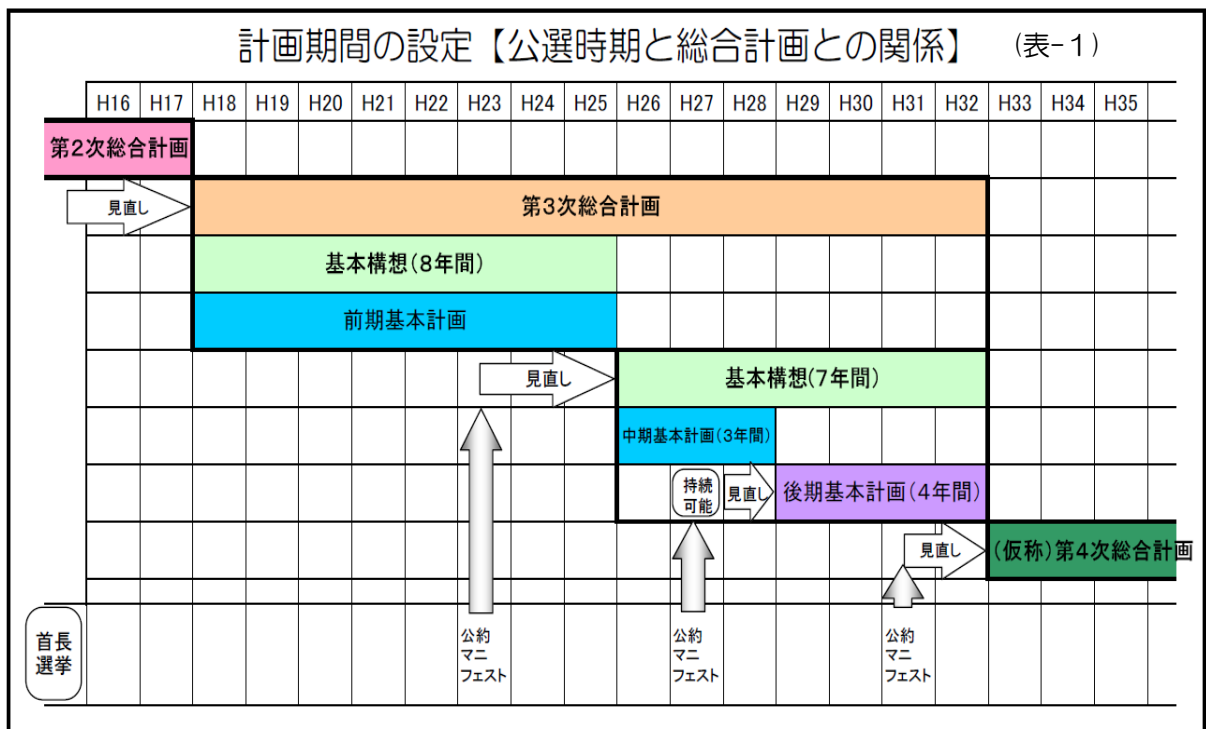 計画期間の設定【公選時期と総合計画との関係】 (表-1)
H16 H17 H18 H19 H20 H21 H22 H23 H24 H25 H26 H27 H28 H29 H30 H31 H32 H33 H34 H35
第2次総合計画
見直し
第3次総合計画
基本構想(8年間)
前期基本計画
見直し
基本構想(7年間)
中期基本計画(3年間)
持続
可能
見直し
後期基本計画(4年間)
見直し
(仮称)第4次総合計画
首長
選挙
公約
マニ
フェスト
公約
マニ
フェスト
公約
マニ
フェスト